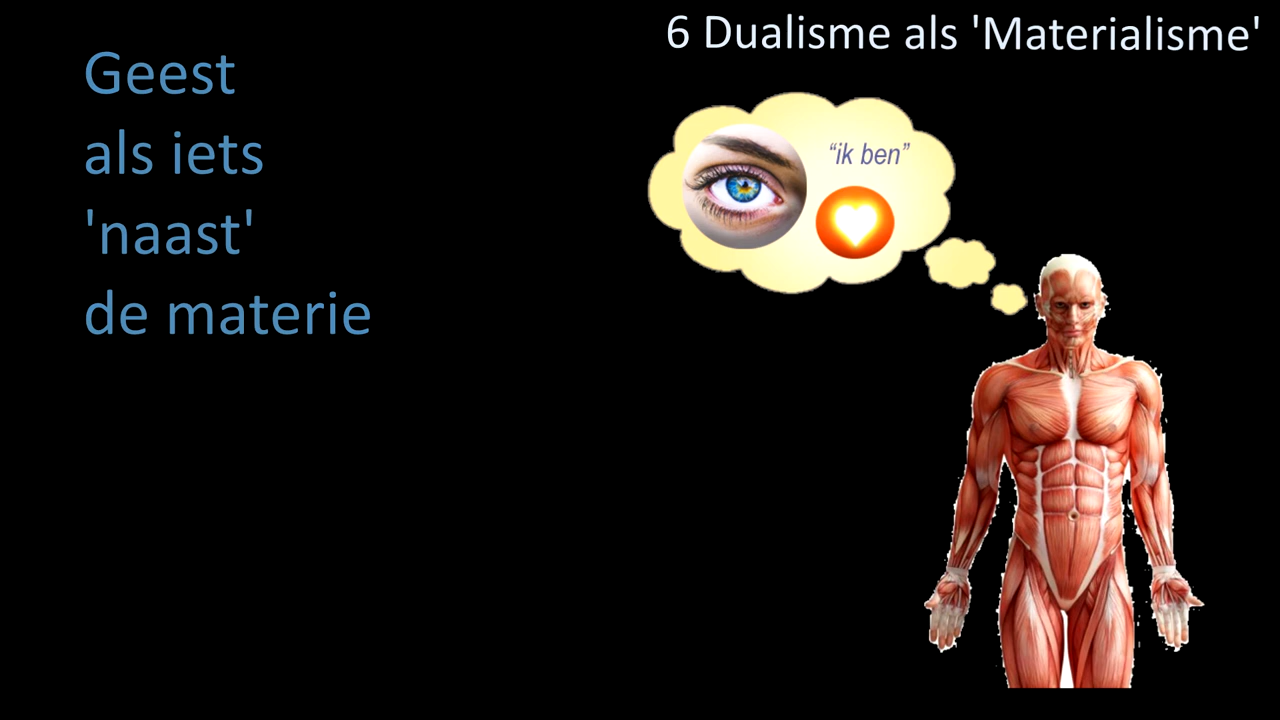 6 Dualisme als 'Materialisme'
Geest
als iets
'naast'
de materie
“ik ben”